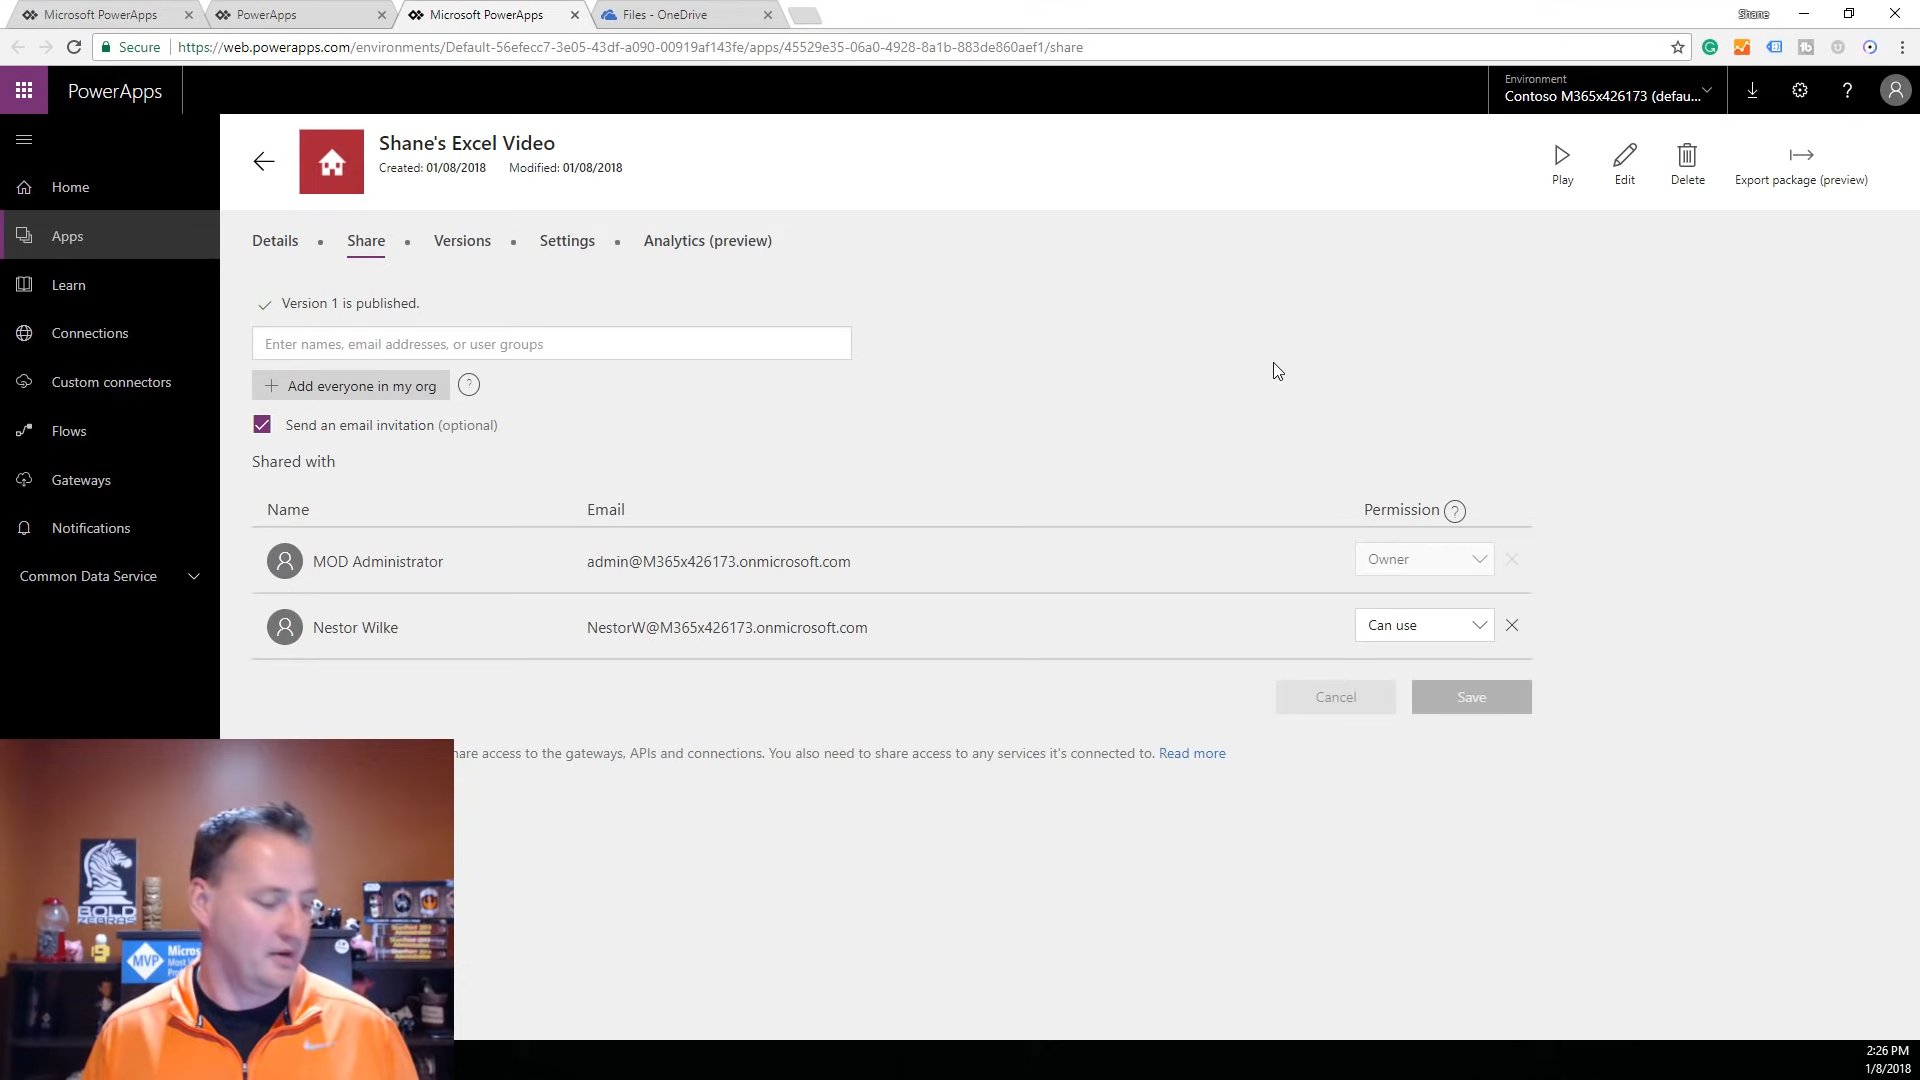 Microsoft PowerApps
PowerApps
Microsoft PowerApps
Files - OneDrive
Shane
Secure
https://web.powerapps.com/environments/Default-56efecc7-3e05-43df-a090-00919af143fe/apps/45529e35-06a0-4928-8a1b-883de860aef1/share
PowerApps
Environment
Contoso M365x426173 (defau...
?
Home
Apps
Learn
Connections
Custom connectors
Flows
Gateways
Notifications
Common Data Service
Shane's Excel Video
Created: 01/08/2018 Modified: 01/08/2018
Play
Edit
Delete
Export package (preview)
Details
Share
Versions
Settings
Analytics (preview)
Version 1 is published.
Enter names, email addresses, or user groups
Add everyone in my org
?
Send an email invitation (optional)
Shared with
Name Email Permission ?
MOD Administrator admin@M365x426173.onmicrosoft.com Owner
Nestor Wilke NestorW@M365x426173.onmicrosoft.com Can use
Cancel Save
hare access to the gateways, APIs and connections. You also need to share access to any services it's connected to. Read more
BOLD
ZEBRAS
MVP
Micros
Most V
2:26 PM
1/8/2018